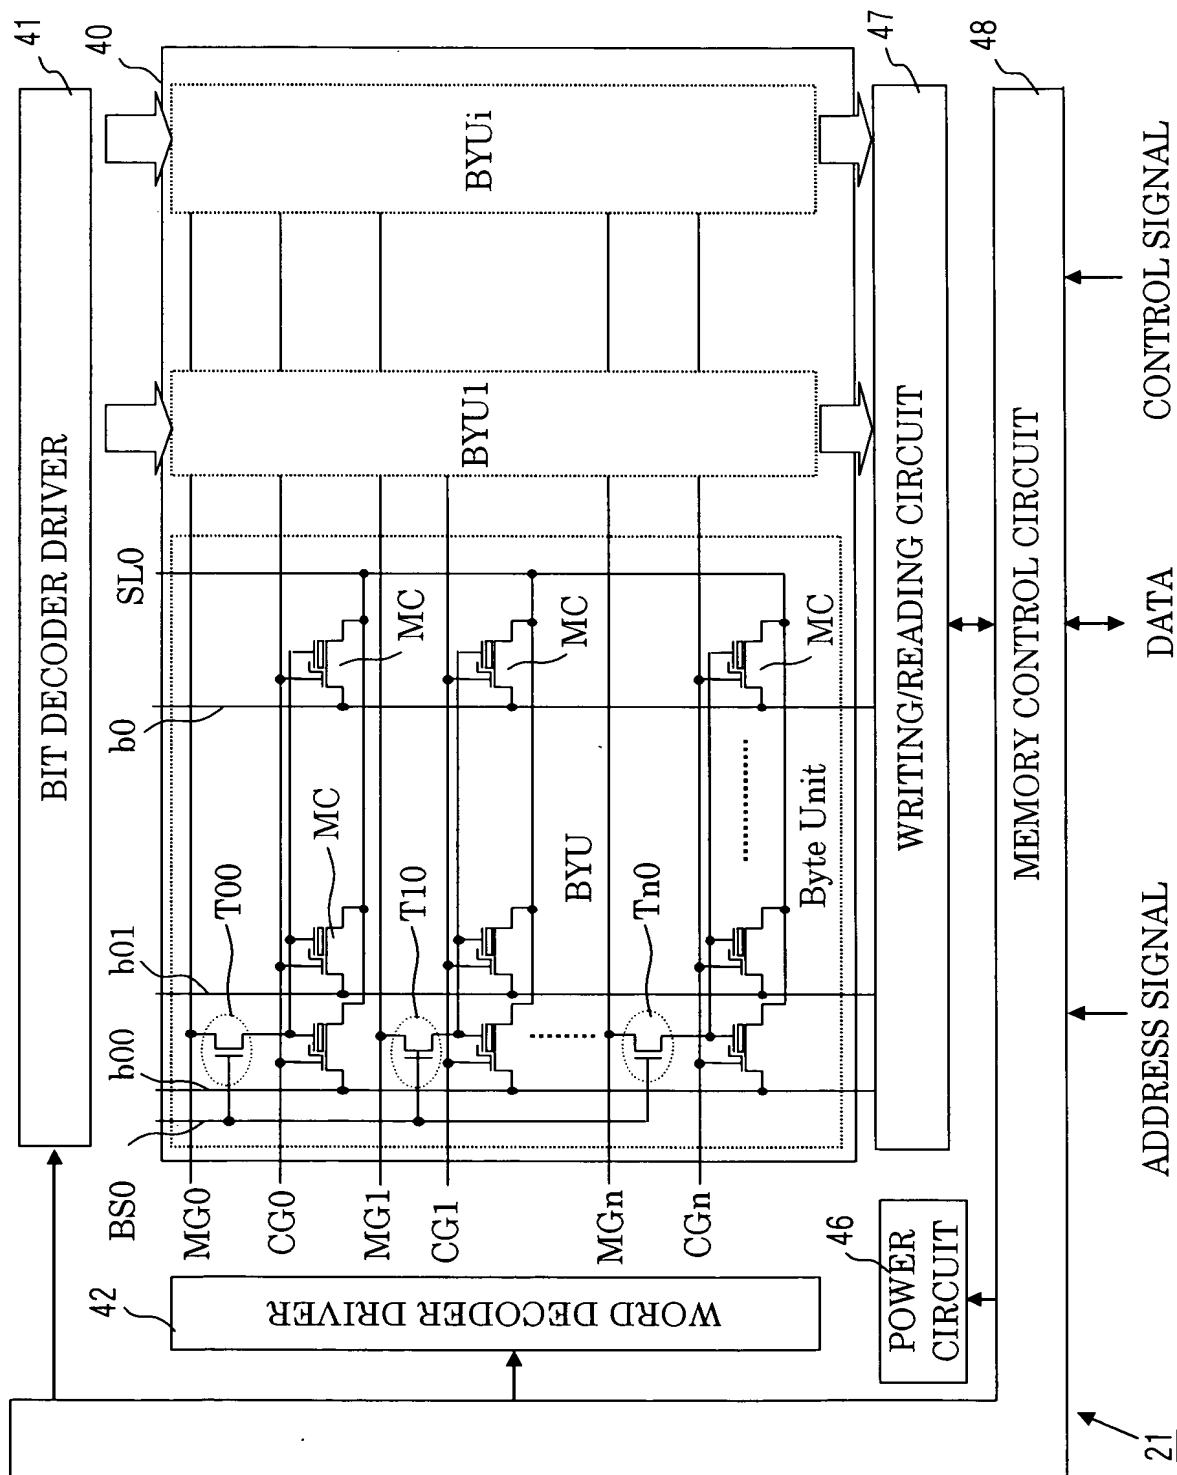 41
BIT DECODER DRIVER
40
BS0
b00
b01
b0
SL0
MG0
CG0
MG1
CG1
MGn
CGn
T00
MC
MC
T10
MC
BYU
Tn0
MC
Byte Unit
BYU1
BYUi
42
WORD DECODER DRIVER
46
POWER
CIRCUIT
47
WRITING/READING CIRCUIT
48
MEMORY CONTROL CIRCUIT
21
ADDRESS SIGNAL
DATA
CONTROL SIGNAL